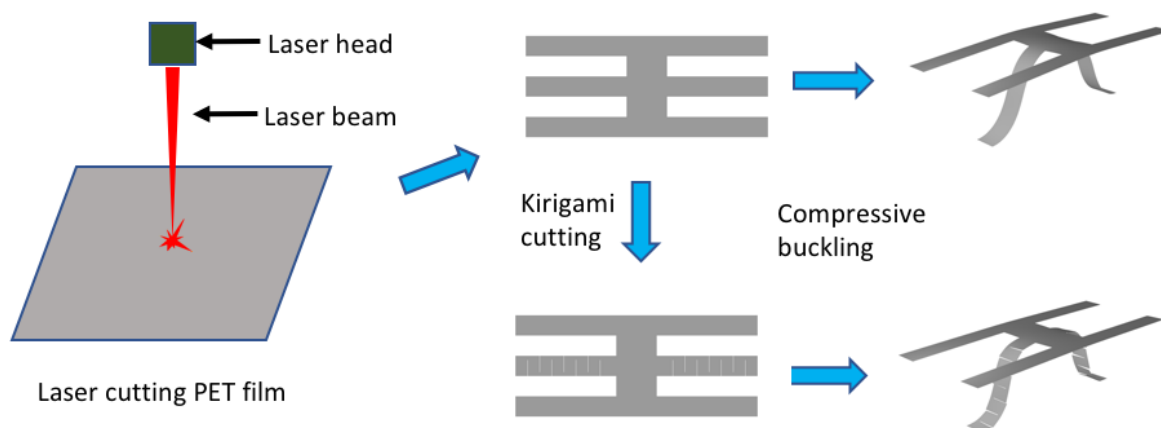 Laser head
Laser beam
Kirigami
cutting
Compressive
buckling
Laser cutting PET film